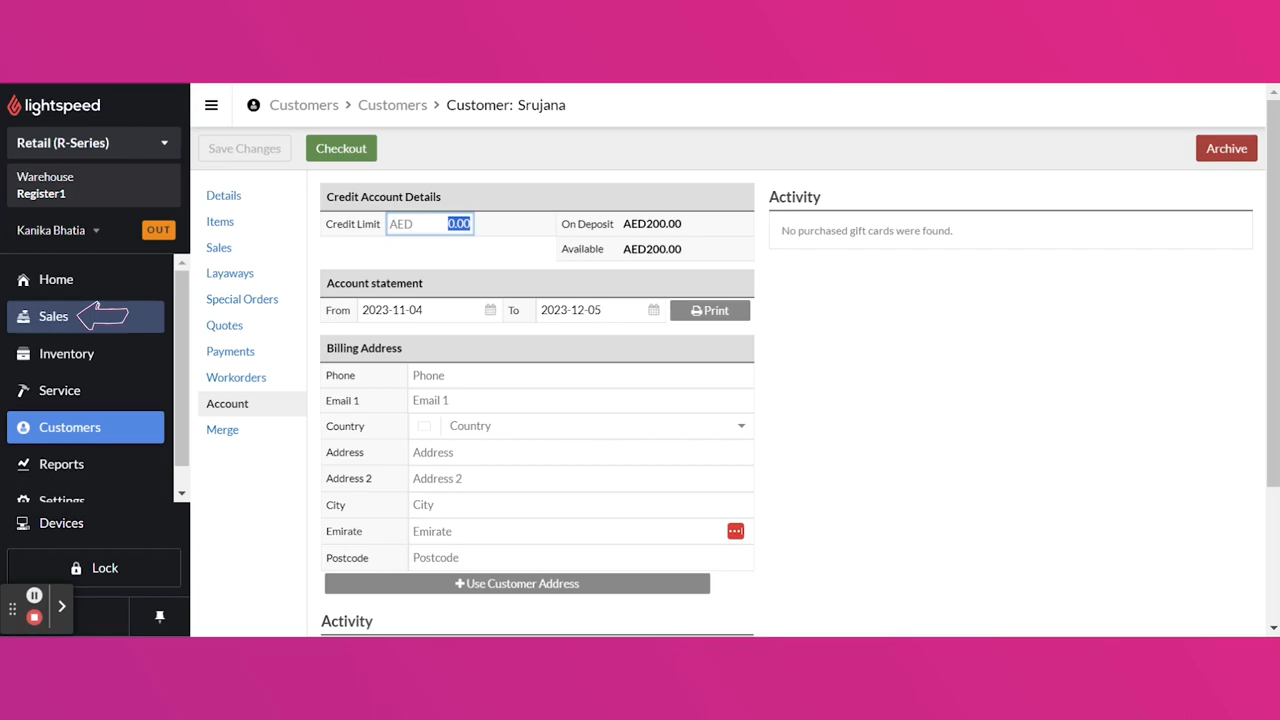 lightspeed
Retail (R-Series)
Warehouse
Register1
Kanika Bhatia
OUT
Home
Sales
Inventory
Service
Customers
Reports
Settings
Devices
Lock
Customers > Customers > Customer: Srujana
Save Changes
Checkout
Archive
Details
Items
Sales
Layaways
Special Orders
Quotes
Payments
Workorders
Account
Merge
Credit Account Details
Credit Limit AED 0.00 On Deposit AED200.00
Available AED200.00
Account statement
From 2023-11-04 To 2023-12-05 Print
Billing Address
Phone Phone
Email 1 Email 1
Country Country
Address Address
Address 2 Address 2
City City
Emirate Emirate
Postcode Postcode
+ Use Customer Address
Activity
Activity
No purchased gift cards were found.